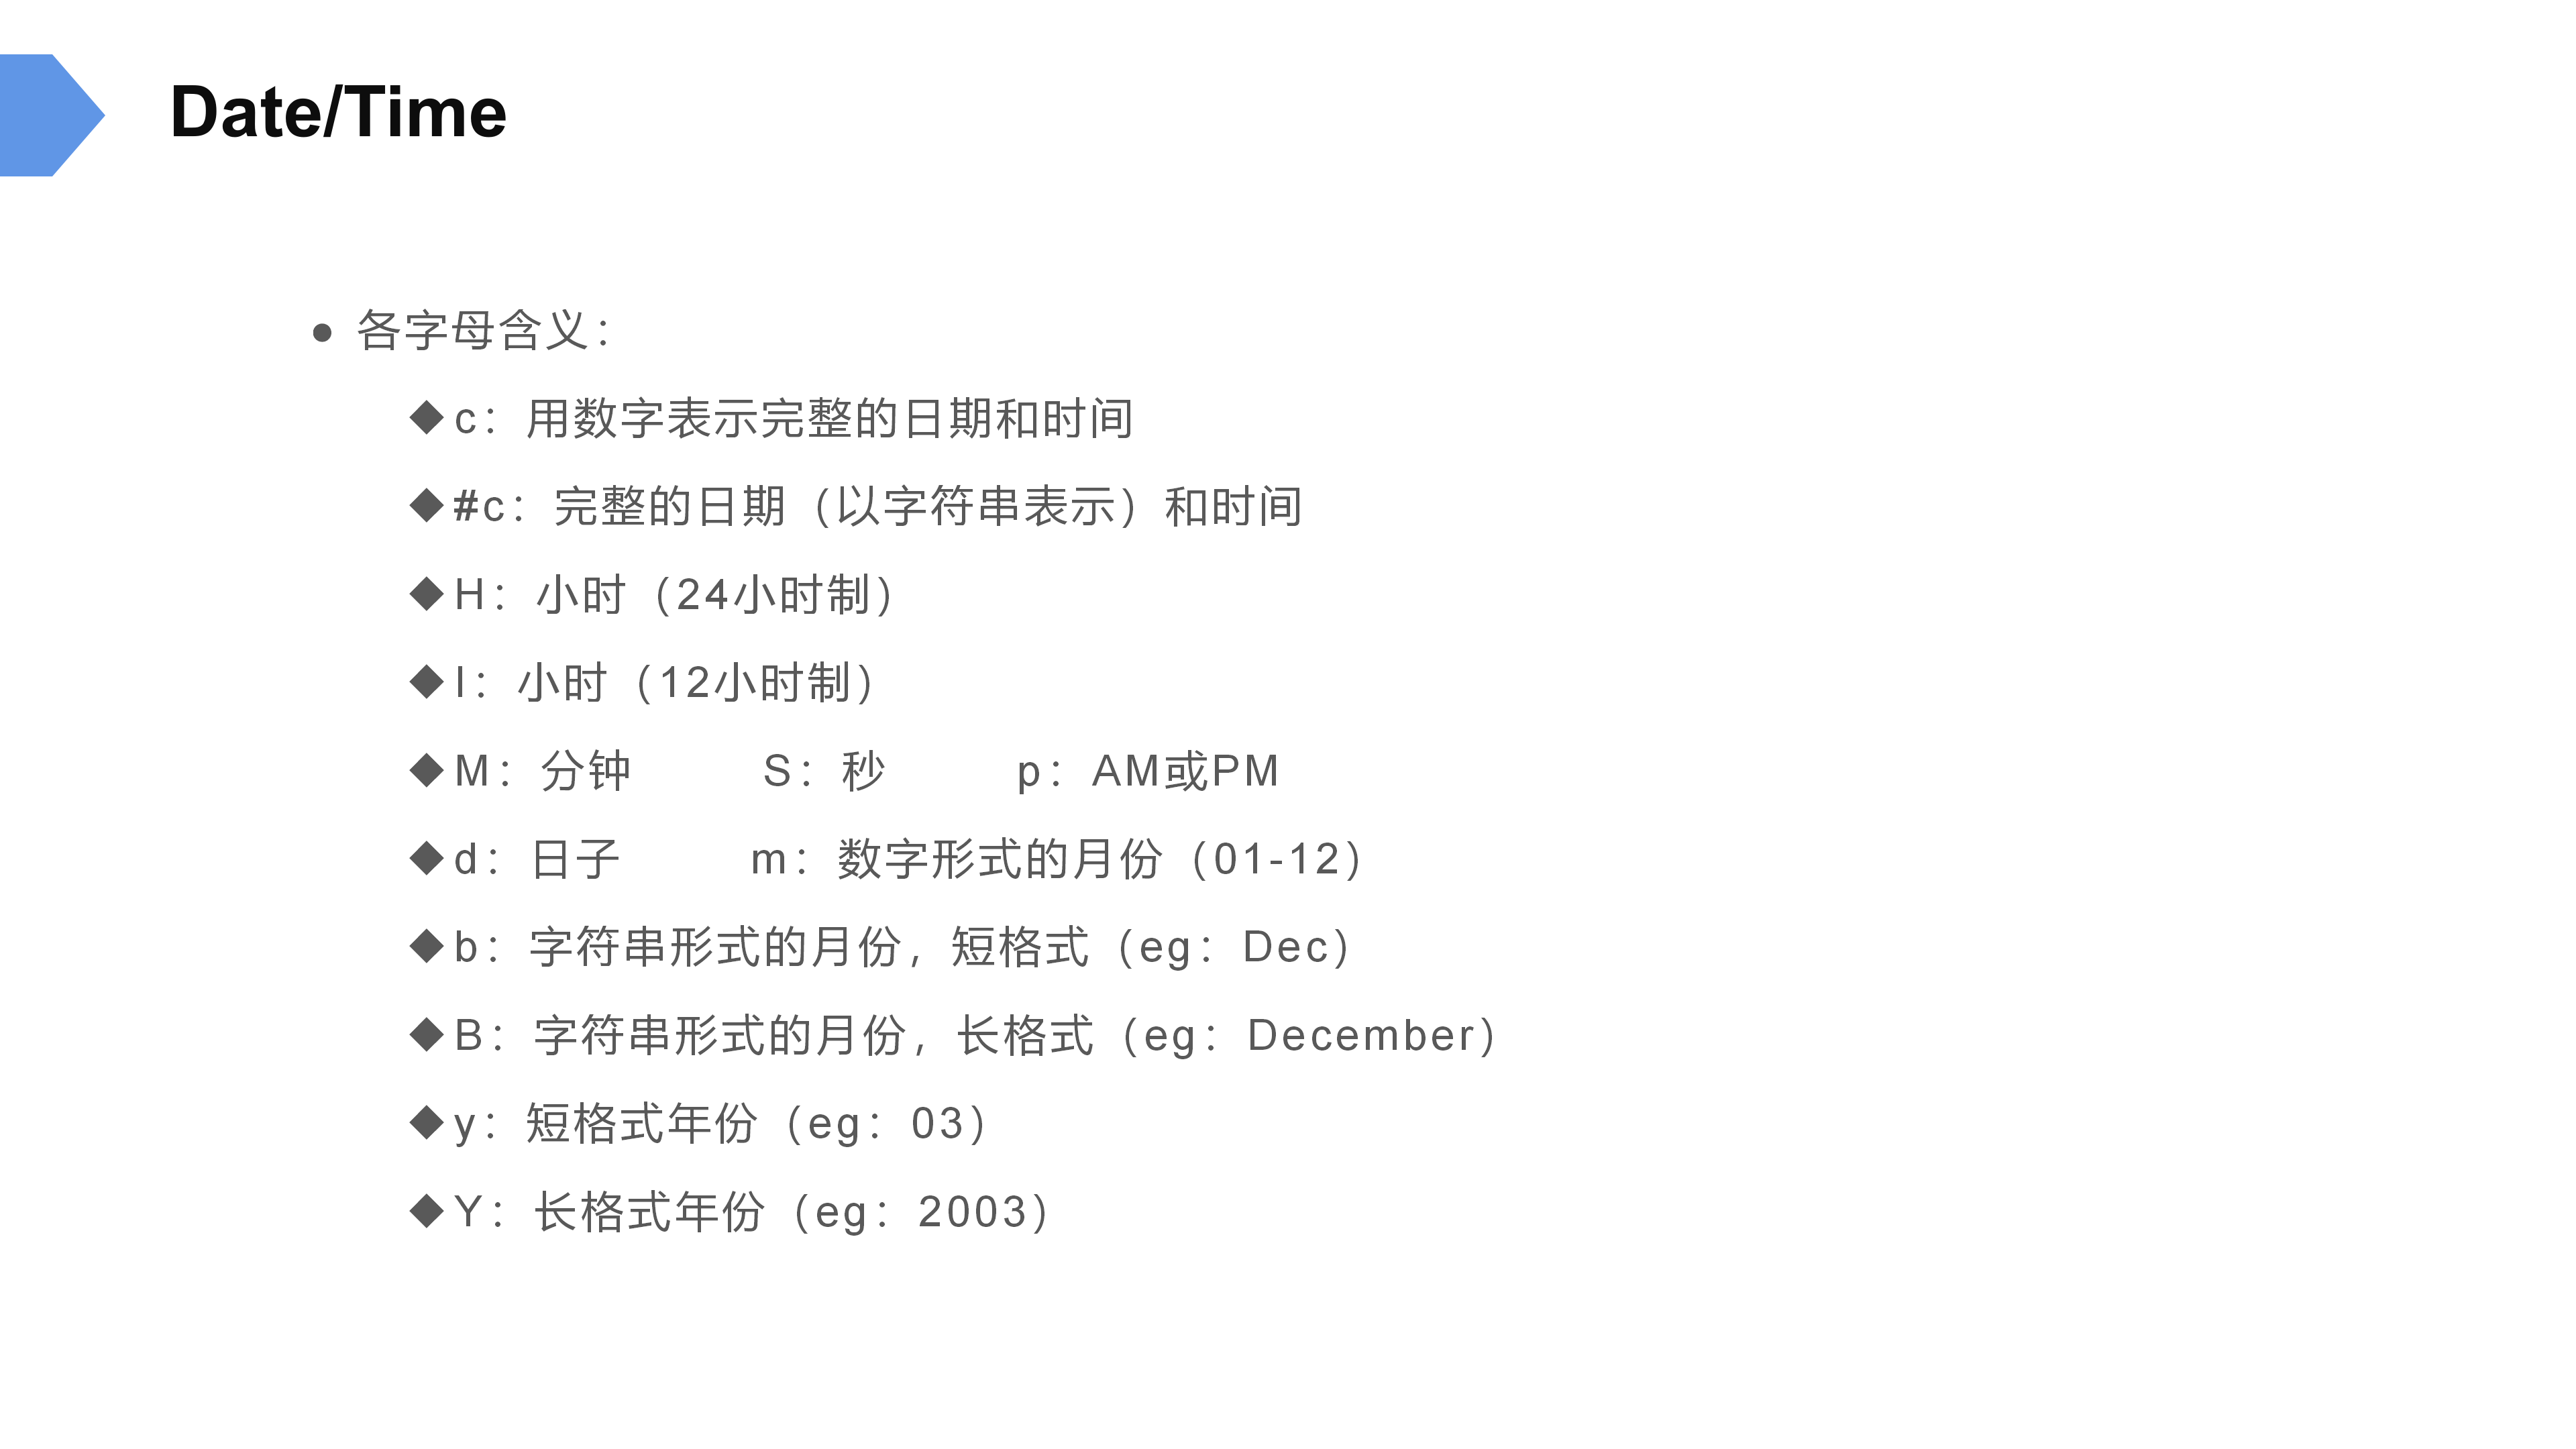 Date/Time
● 各字母含义：
◆c：用数字表示完整的日期和时间
◆#c：完整的日期（以字符串表示）和时间
◆H：小时（24小时制）
◆I：小时（12小时制）
◆M：分钟 S：秒 p：AM或PM
◆d：日子 m：数字形式的月份（01-12）
◆b：字符串形式的月份，短格式（eg：Dec）
◆B：字符串形式的月份，长格式（eg：December）
◆y：短格式年份（eg：03）
◆Y：长格式年份（eg：2003）